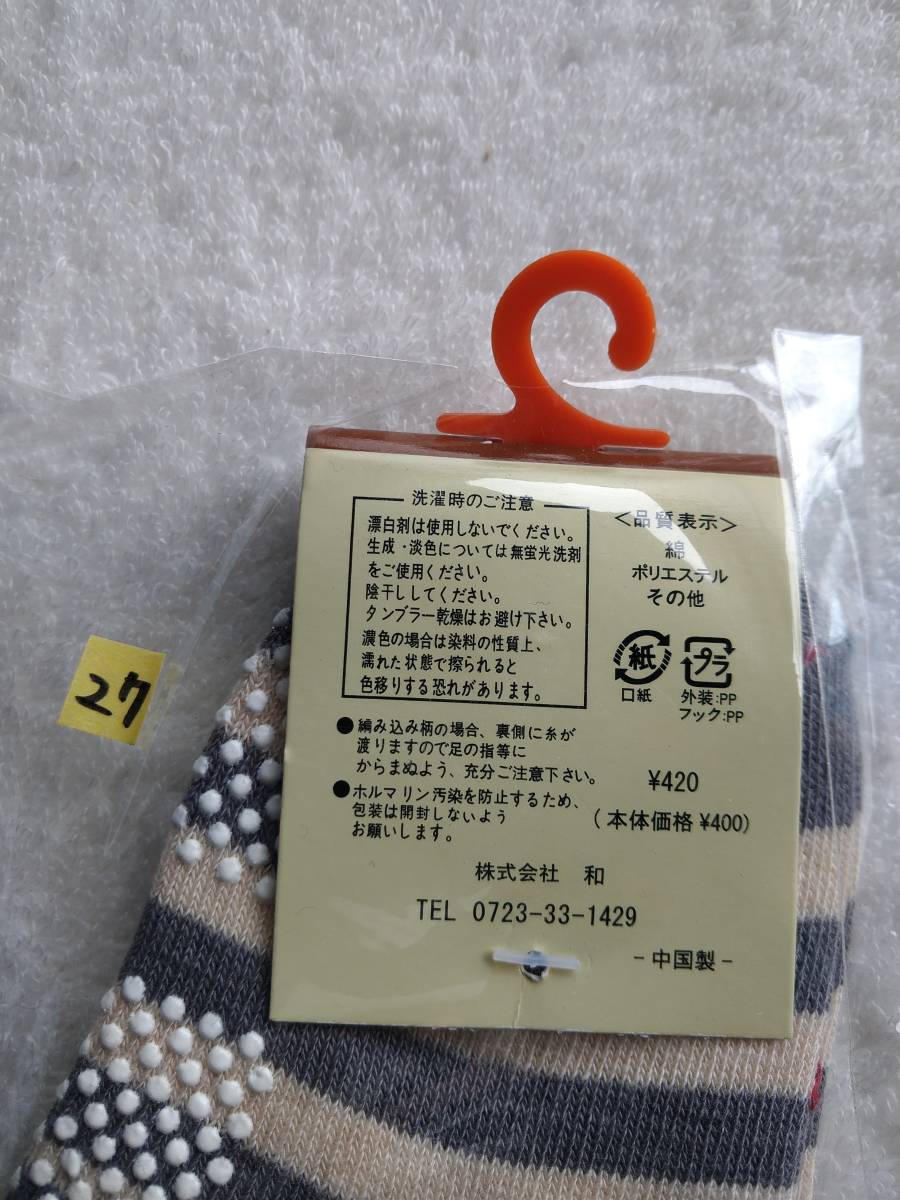 洗濯時のご注意
漂白剤は使用しないでください。
生成・淡色については無蛍光洗剤
をご使用ください。
陰干ししてください。
タンブラー乾燥はお避け下さい。
濃色の場合は染料の性質上、
濡れた状態で擦られると
色移りする恐れがあります。
<品質表示>
綿
ポリエステル
その他
紙
口紙
プラ
外装:PP
フック:PP
●編み込み柄の場合、裏側に糸が
渡りますので足の指等に
からまぬよう、充分ご注意下さい。
●ホルマリン汚染を防止するため、
包装は開封しないよう
お願いします。
¥420
(本体価格¥400)
株式会社 和
TEL 0723-33-1429
-中国製-
27